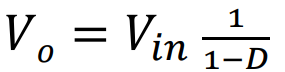 V_o = V_in 1/(1−D)